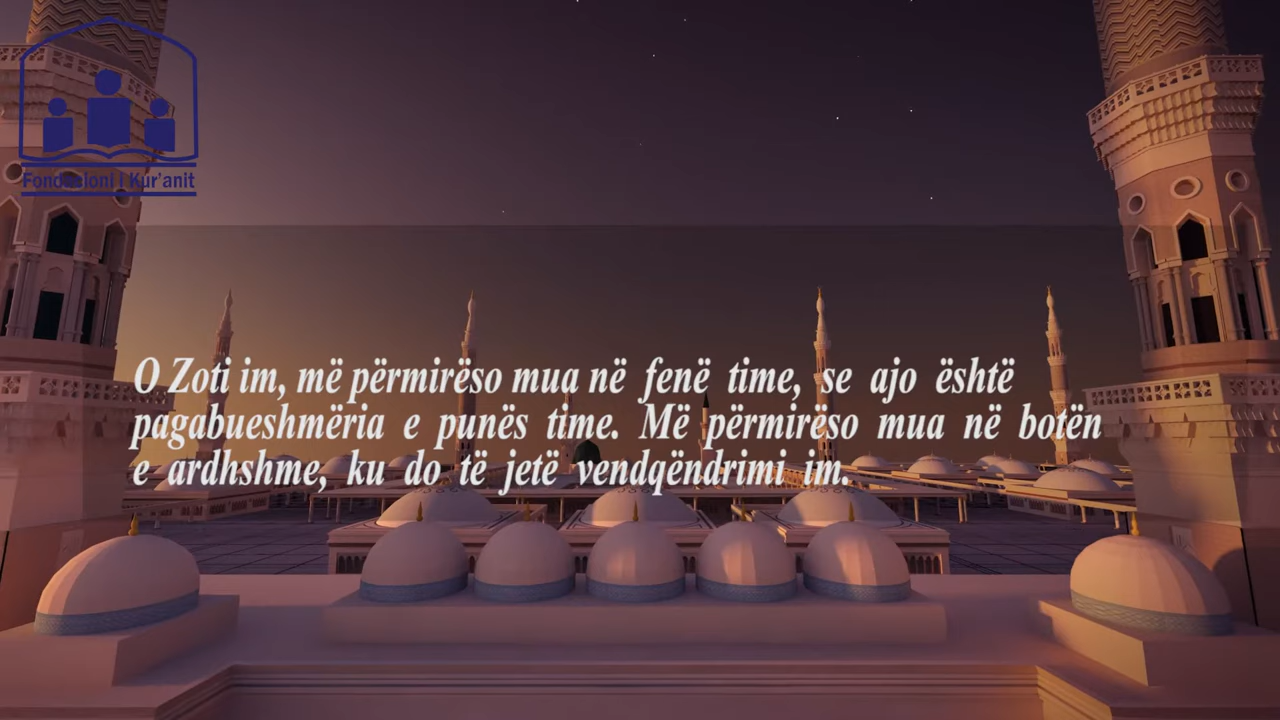 Fondacioni i Kur'anit
O Zoti im, më përmirëso mua në fenë time, se ajo është
pagabueshmëria e punës time. Më përmirëso mua në botën
e ardhshme, ku do të jetë vendqëndrimi im.